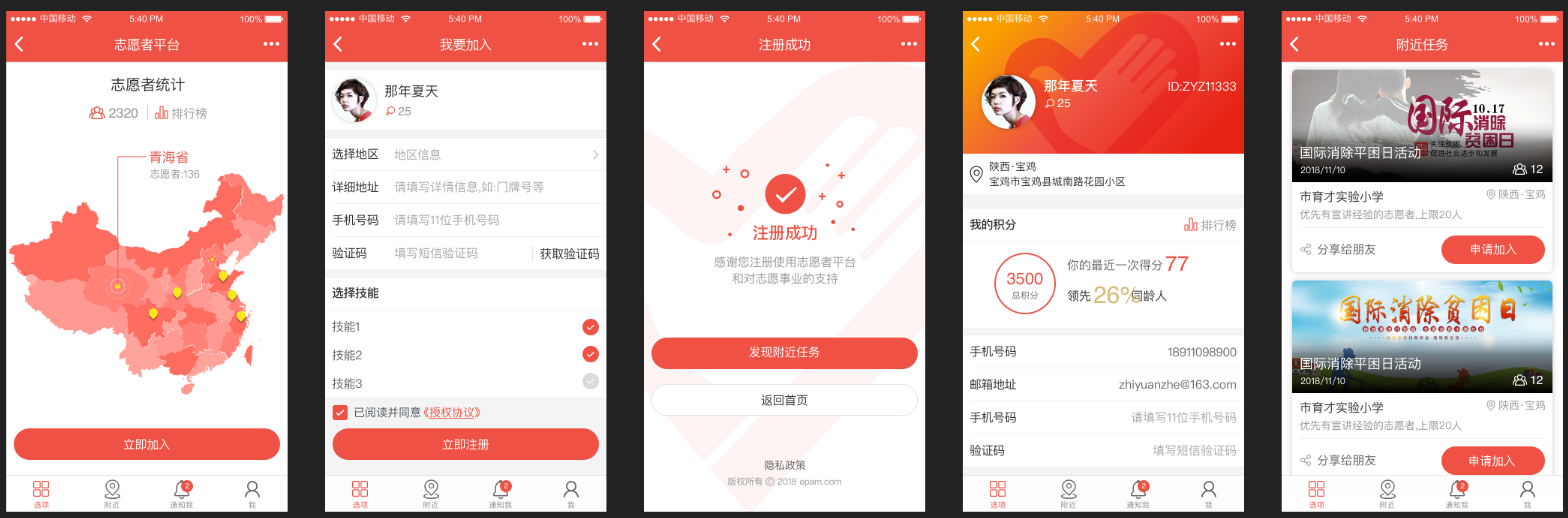 中国移动 5:40 PM 100%
志愿者平台
志愿者统计
2320 排行榜
青海省
志愿者:136
立即加入
选项 附近 2 通知我 我
中国移动 5:40 PM 100%
我要加入
那年夏天
25
选择地区 地区信息
详细地址 请填写详情信息,如:门牌号等
手机号码 请填写11位手机号码
验证码 填写短信验证码 获取验证码
选择技能
技能1
技能2
技能3
已阅读并同意《授权协议》
立即注册
选项 附近 2 通知我 我
中国移动 5:40 PM 100%
注册成功
注册成功
感谢您注册使用志愿者平台
和对志愿事业的支持
发现附近任务
返回首页
隐私政策
版权所有 © 2018 epam.com
中国移动 5:40 PM 100%
那年夏天
25
ID:ZYZ11333
陕西·宝鸡
宝鸡市宝鸡县城南路花园小区
我的积分 排行榜
3500
总积分
你的最近一次得分 77
领先 26% 同龄人
手机号码 18911098900
邮箱地址 zhiyuanzhe@163.com
手机号码 请填写11位手机号码
验证码 填写短信验证码
选项 附近 2 通知我 我
中国移动 5:40 PM 100%
附近任务
国际 10.17
消除
贫困日
关注贫困,
促进社会进步和发展
国际消除平困日活动
2018/11/10 12
市育才实验小学 陕西·宝鸡
优先有宣讲经验的志愿者,上限20人
分享给朋友 申请加入
国际消除贫困日
国际消除平困日活动
2018/11/10 12
市育才实验小学 陕西·宝鸡
优先有宣讲经验的志愿者,上限20人
分享给朋友 申请加入
选项 附近 2 通知我 我